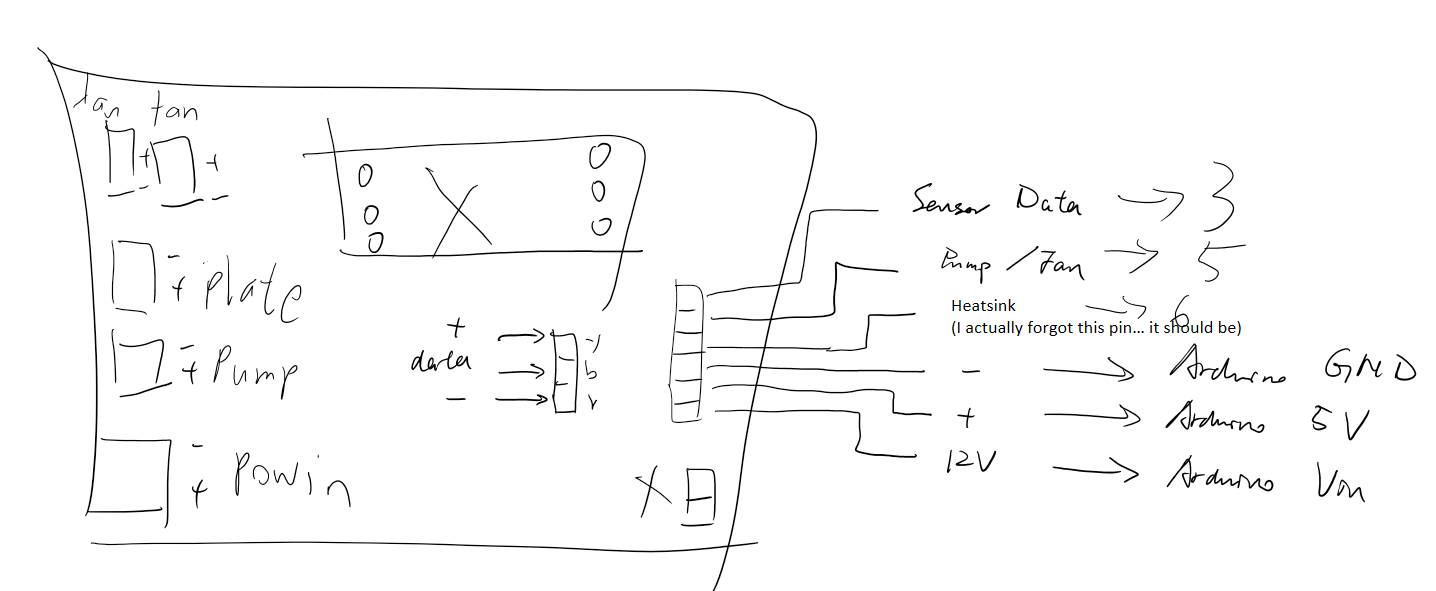 fan fan
+ +
- -
- + plate
- + Pump
- + Powin
X
+
data
-
y
b
r
X
Sensor Data → 3
Pump / Fan → 5
Heatsink → 6
(I actually forgot this pin... it should be)
- → Arduino GND
+ → Arduino 5V
12V → Arduino Vin